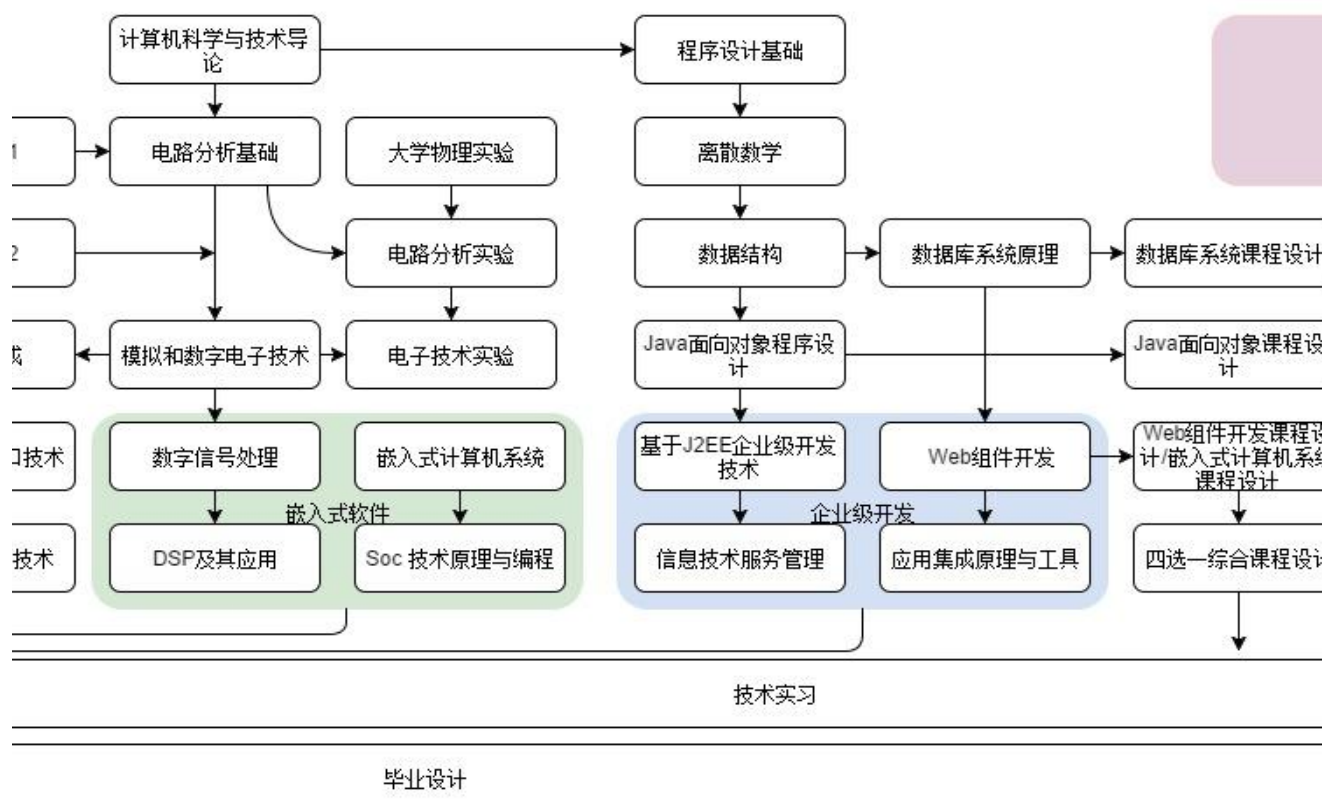 计算机科学与技术导
论
程序设计基础
1
电路分析基础
大学物理实验
离散数学
2
电路分析实验
数据结构
数据库系统原理
数据库系统课程设计
模拟和数字电子技术
电子技术实验
Java面向对象程序设
计
Java面向对象课程设
计
口技术
数字信号处理
嵌入式计算机系统
基于J2EE企业级开发
技术
Web组件开发
Web组件开发课程设
计/嵌入式计算机系统
课程设计
嵌入式软件
企业级开发
技术
DSP及其应用
Soc 技术原理与编程
信息技术服务管理
应用集成原理与工具
四选一综合课程设计
技术实习
毕业设计